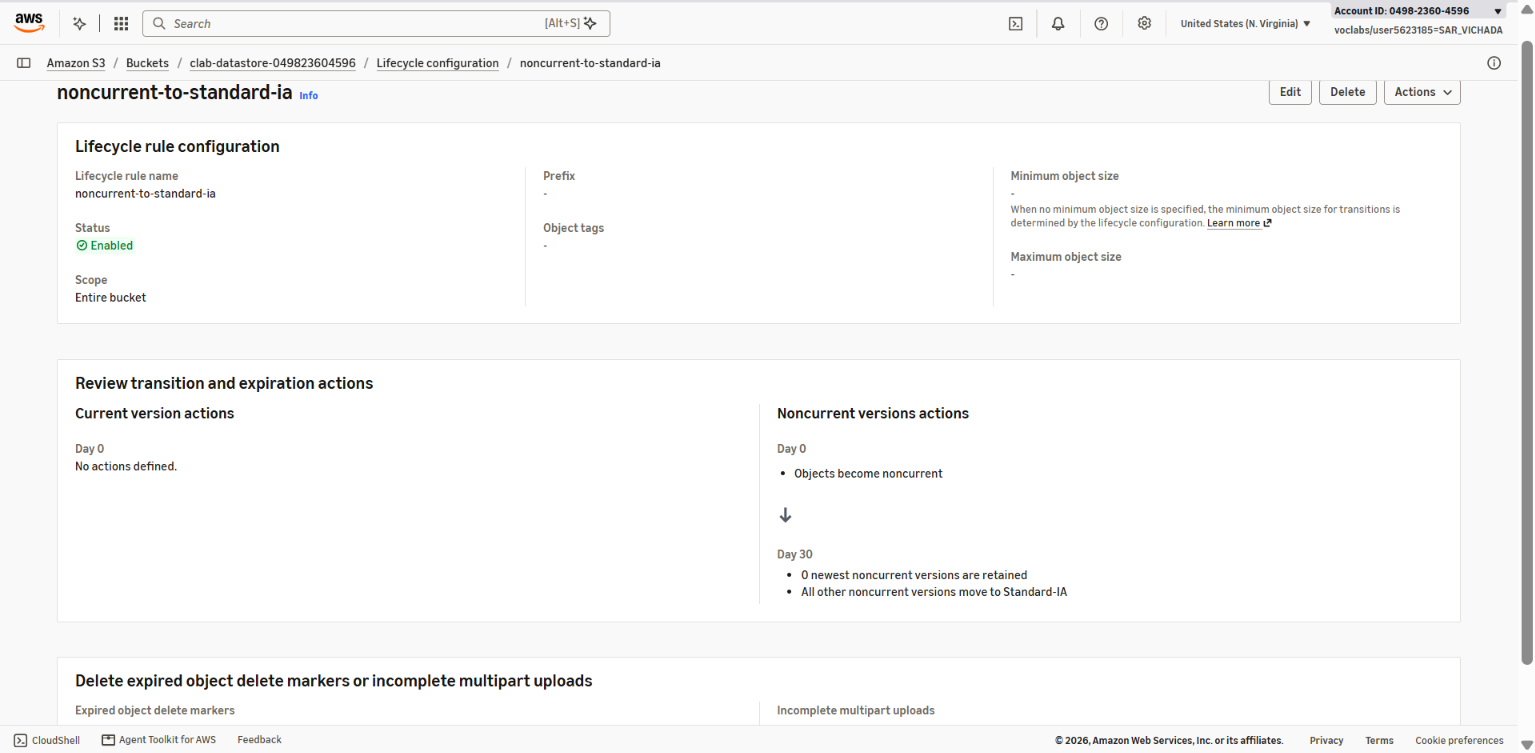 aws
Search
[Alt+S]
United States (N. Virginia)
Account ID: 0498-2360-4596
voclabs/user5623185=SAR_VICHADA
Amazon S3 / Buckets / clab-datastore-049823604596 / Lifecycle configuration / noncurrent-to-standard-ia
noncurrent-to-standard-ia Info
Edit
Delete
Actions
Lifecycle rule configuration
Lifecycle rule name
noncurrent-to-standard-ia
Status
Enabled
Scope
Entire bucket
Prefix
-
Object tags
-
Minimum object size
-
When no minimum object size is specified, the minimum object size for transitions is
determined by the lifecycle configuration. Learn more
Maximum object size
-
Review transition and expiration actions
Current version actions
Day 0
No actions defined.
Noncurrent versions actions
Day 0
• Objects become noncurrent
Day 30
• 0 newest noncurrent versions are retained
• All other noncurrent versions move to Standard-IA
Delete expired object delete markers or incomplete multipart uploads
Expired object delete markers
Incomplete multipart uploads
CloudShell
Agent Toolkit for AWS
Feedback
© 2026, Amazon Web Services, Inc. or its affiliates.
Privacy
Terms
Cookie preferences